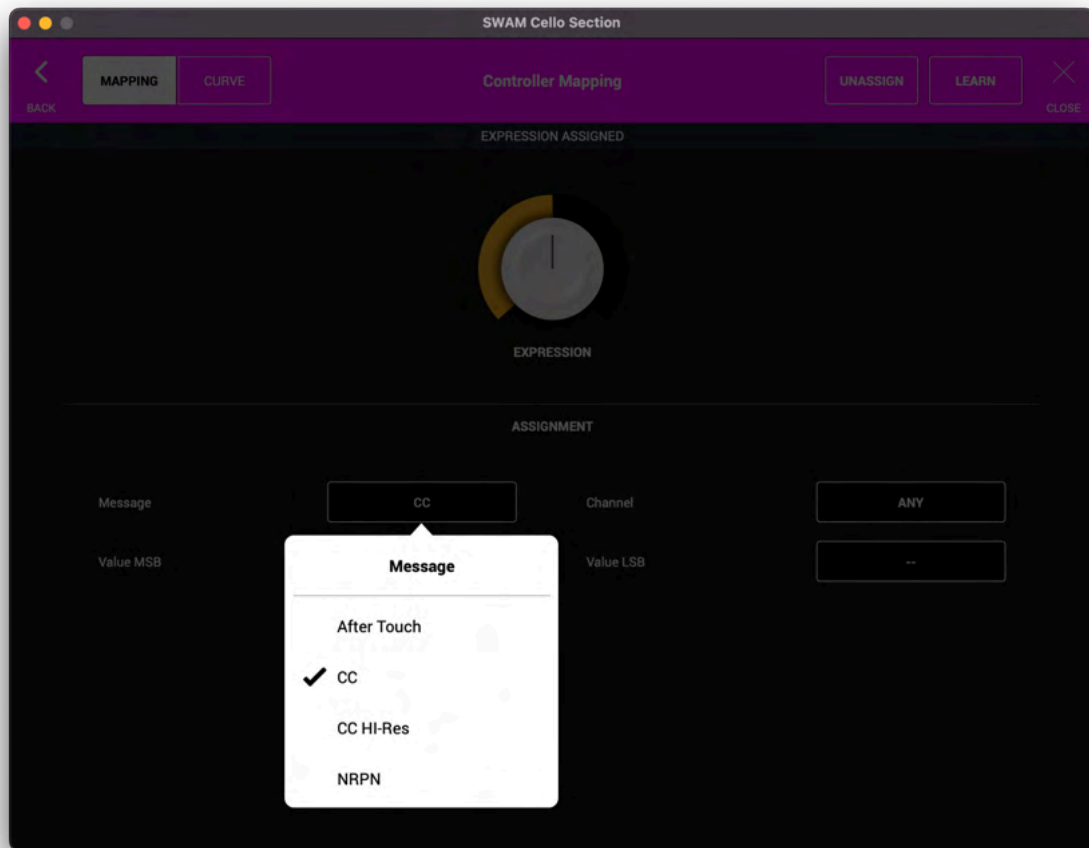 SWAM Cello Section
MAPPING CURVE Controller Mapping UNASSIGN LEARN
BACK CLOSE
EXPRESSION ASSIGNED
EXPRESSION
ASSIGNMENT
Message CC Channel ANY
Value MSB Value LSB --
Message
After Touch
CC
CC HI-Res
NRPN